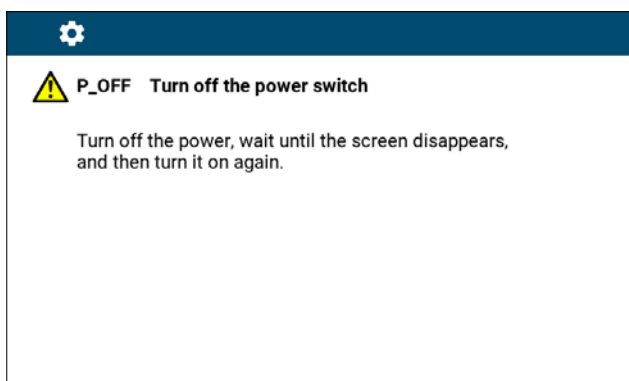 P_OFF Turn off the power switch
Turn off the power, wait until the screen disappears,
and then turn it on again.